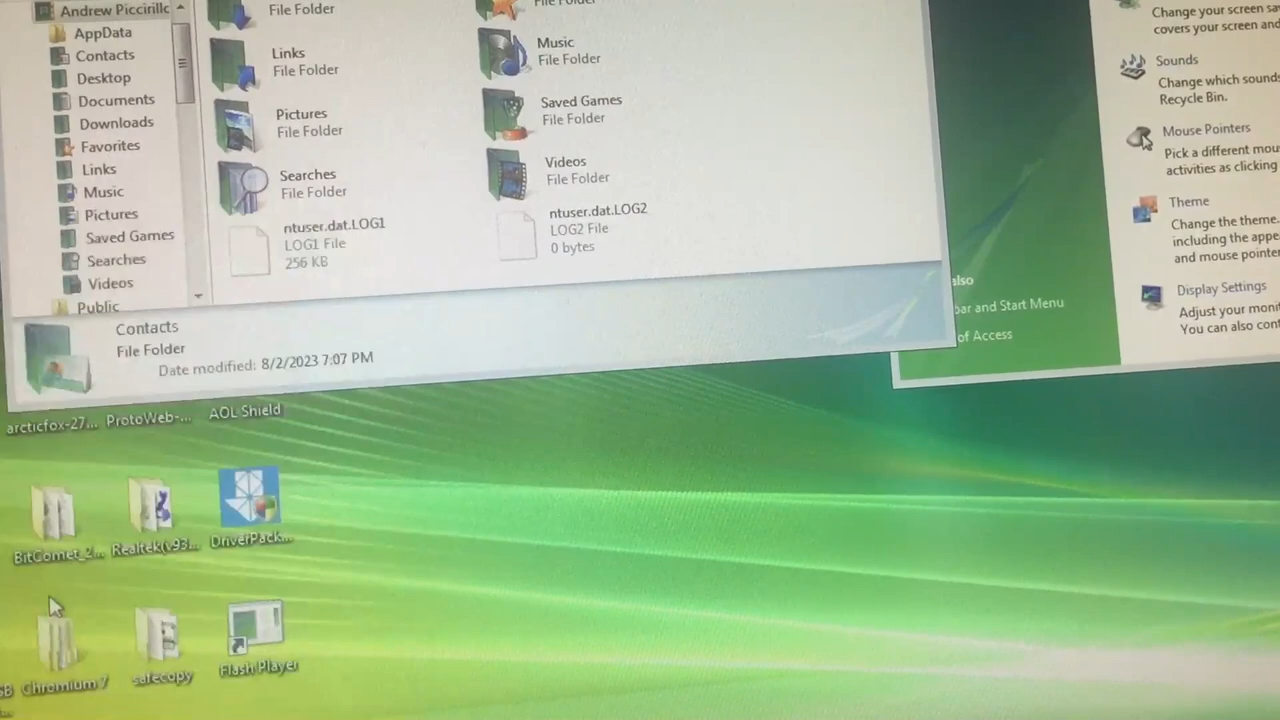 Andrew Piccirillo
AppData
Contacts
Desktop
Documents
Downloads
Favorites
Links
Music
Pictures
Saved Games
Searches
Videos
Public
File Folder
File Folder
Links
File Folder
Music
File Folder
Pictures
File Folder
Saved Games
File Folder
Searches
File Folder
Videos
File Folder
ntuser.dat.LOG1
LOG1 File
256 KB
ntuser.dat.LOG2
LOG2 File
0 bytes
Contacts
File Folder
Date modified: 8/2/2023 7:07 PM
also
bar and Start Menu
of Access
Change your screen sa
covers your screen and
Sounds
Change which sounds
Recycle Bin.
Mouse Pointers
Pick a different mou
activities as clicking
Theme
Change the theme.
including the appe
and mouse pointer
Display Settings
Adjust your moni
You can also cont
arcticfox-27... ProtoWeb-... AOL Shield
BitComet_2... Realtek(v93... DriverPack...
SB Chromium 7 safecopy Flash Player